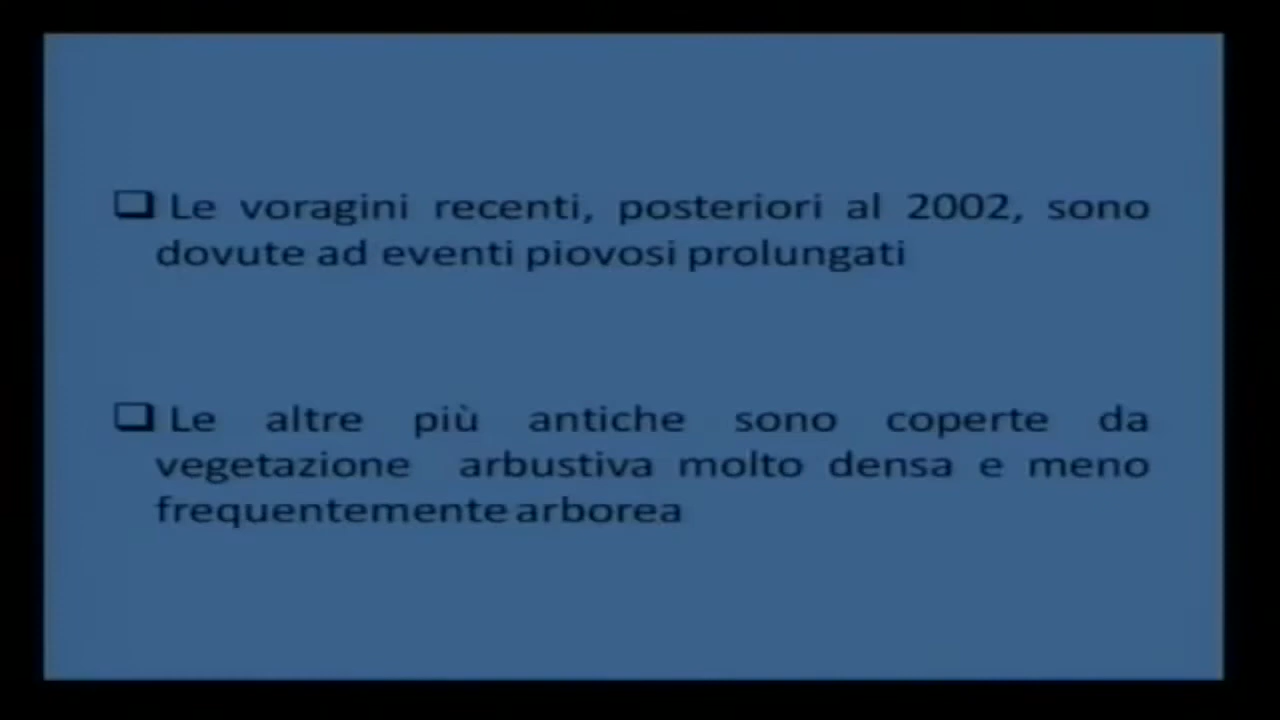 Le voragini recenti, posteriori al 2002, sono
dovute ad eventi piovosi prolungati
Le altre più antiche sono coperte da
vegetazione arbustiva molto densa e meno
frequentemente arborea